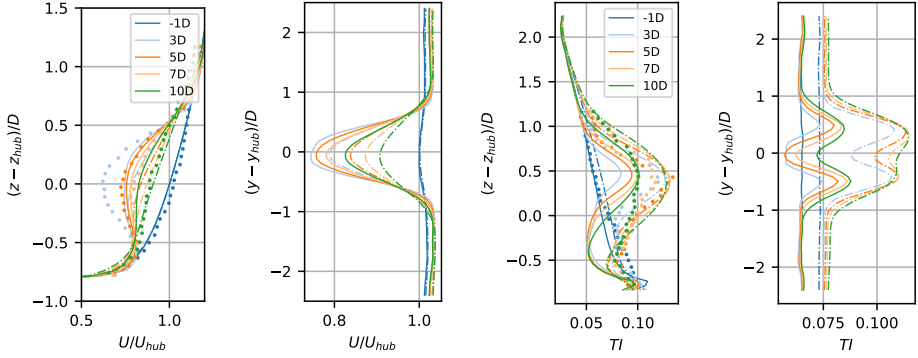 1.5
1.0
0.5
0.0
−0.5
−1.0
(z − z_hub)/D
0.5
1.0
U/U_hub
-1D
3D
5D
7D
10D
2
1
0
−1
−2
(y − y_hub)/D
0.8
1.0
U/U_hub
2.0
1.5
1.0
0.5
0.0
−0.5
(z − z_hub)/D
0.05
0.10
TI
-1D
3D
5D
7D
10D
2
1
0
−1
−2
(y − y_hub)/D
0.075
0.100
TI